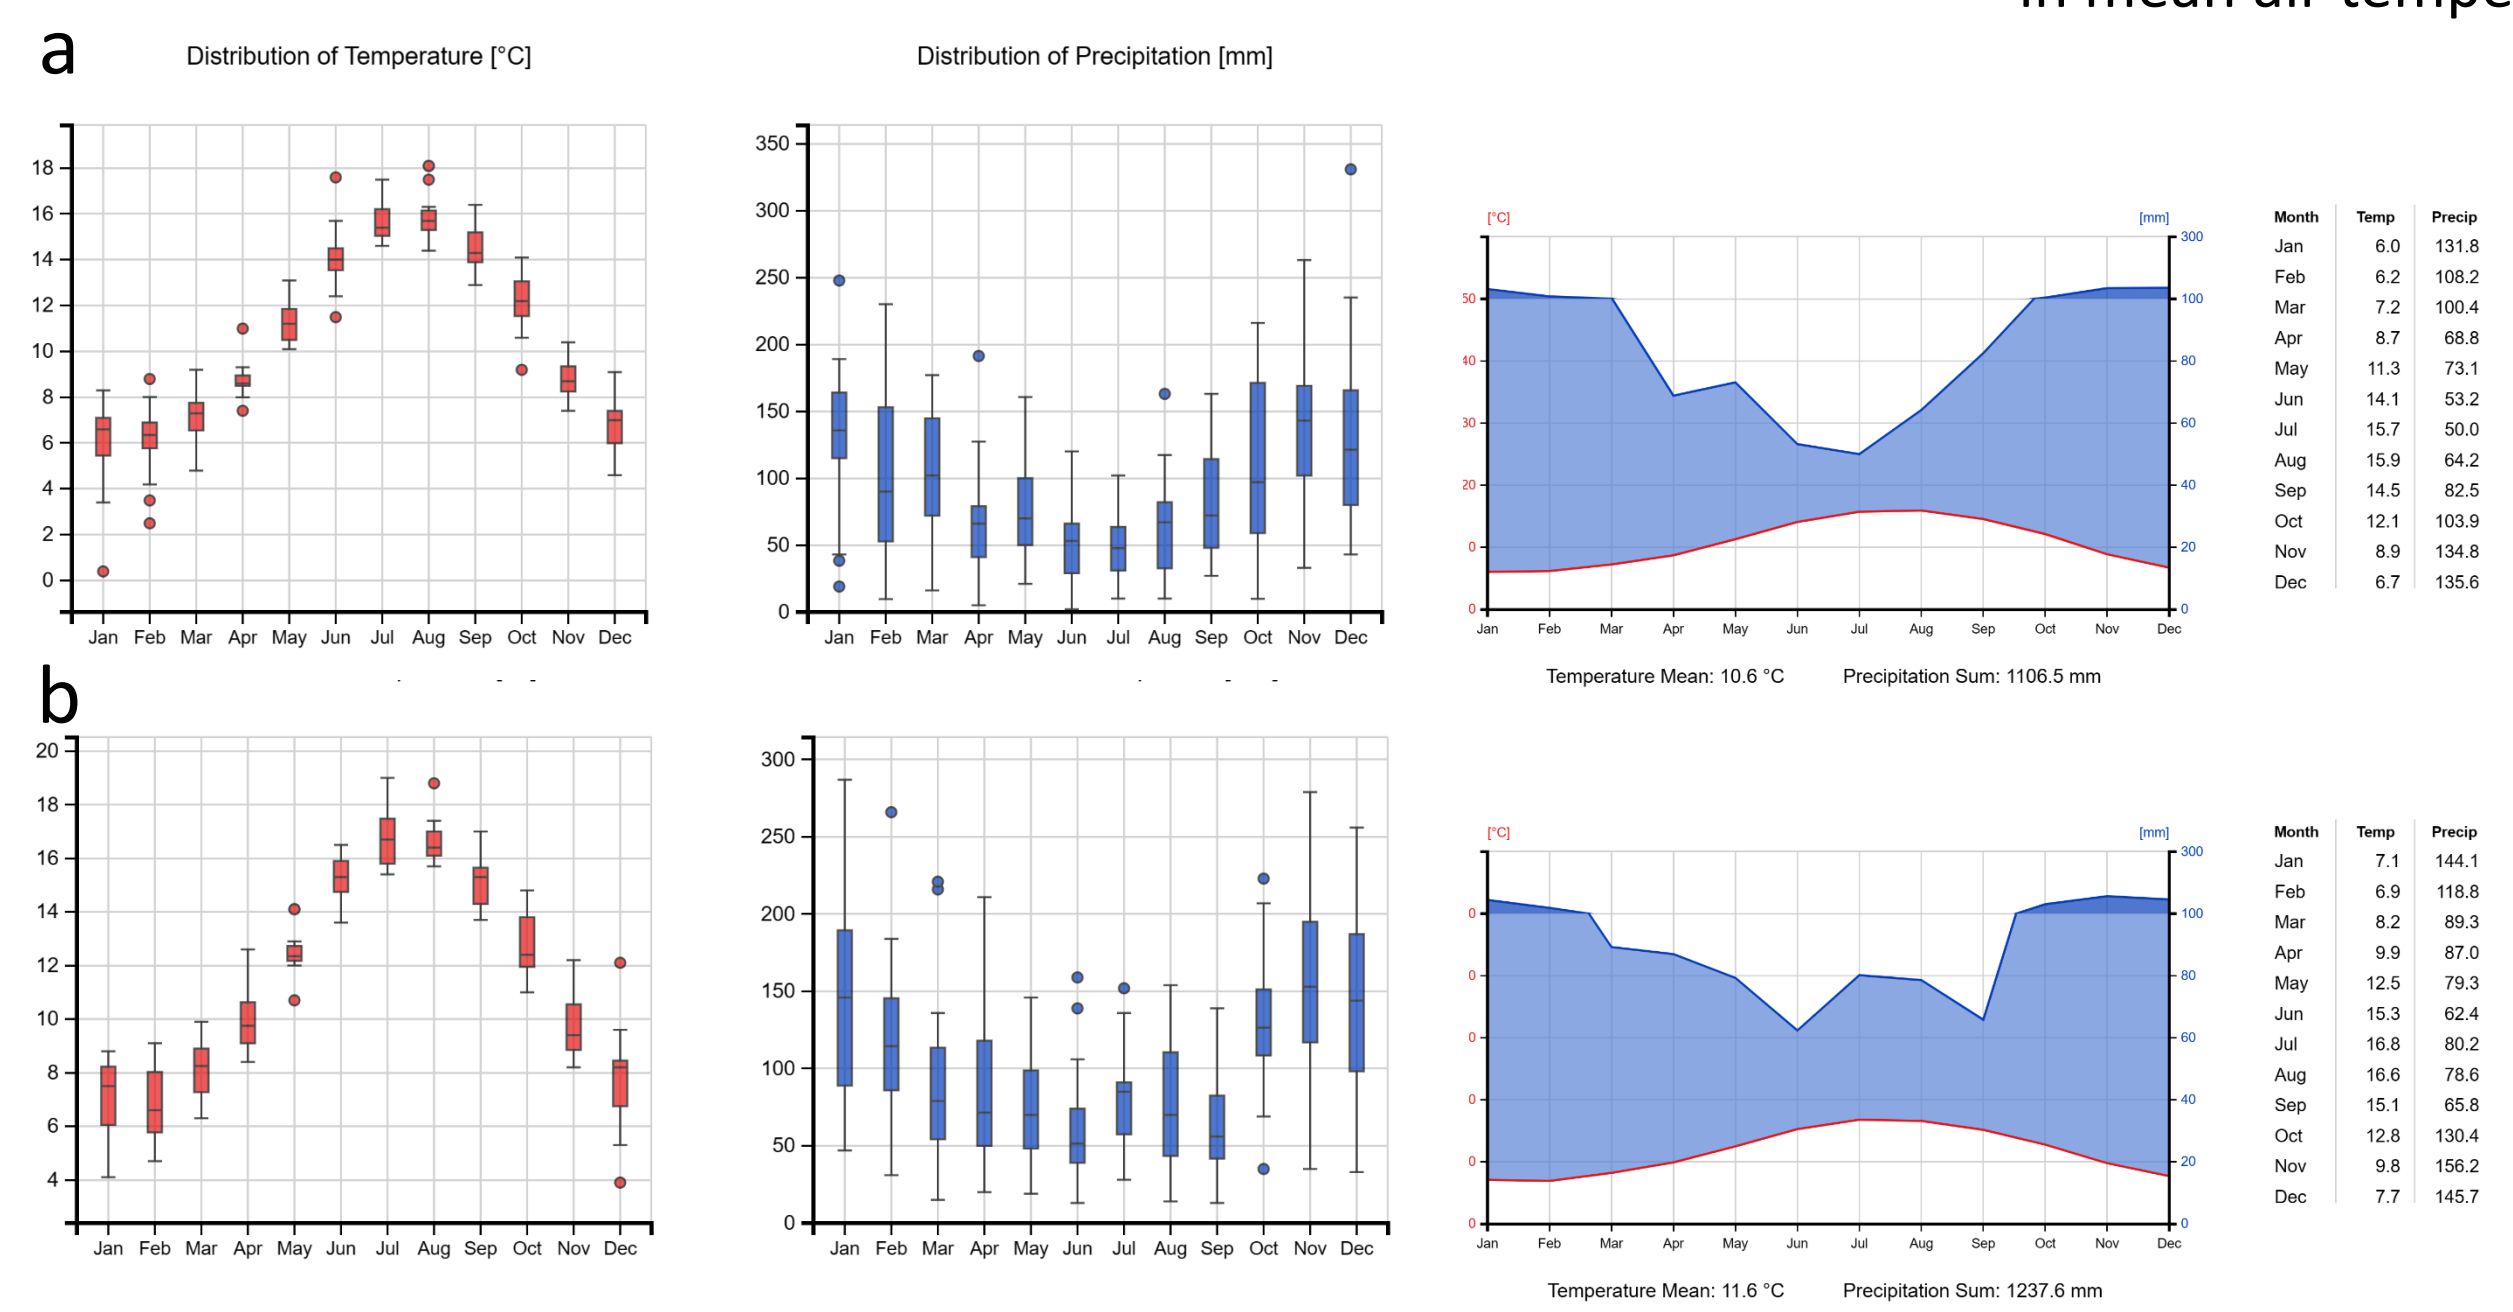 in mean air tempe
a
Distribution of Temperature [°C]
Distribution of Precipitation [mm]
18
16
14
12
10
8
6
4
2
0
Jan Feb Mar Apr May Jun Jul Aug Sep Oct Nov Dec
350
300
250
200
150
100
50
0
Jan Feb Mar Apr May Jun Jul Aug Sep Oct Nov Dec
[°C] [mm]
50
40
30
20
0
0
300
100
80
60
40
20
0
Jan Feb Mar Apr May Jun Jul Aug Sep Oct Nov Dec
Temperature Mean: 10.6 °C Precipitation Sum: 1106.5 mm
Month Temp Precip
Jan 6.0 131.8
Feb 6.2 108.2
Mar 7.2 100.4
Apr 8.7 68.8
May 11.3 73.1
Jun 14.1 53.2
Jul 15.7 50.0
Aug 15.9 64.2
Sep 14.5 82.5
Oct 12.1 103.9
Nov 8.9 134.8
Dec 6.7 135.6
b
20
18
16
14
12
10
8
6
4
Jan Feb Mar Apr May Jun Jul Aug Sep Oct Nov Dec
300
250
200
150
100
50
0
Jan Feb Mar Apr May Jun Jul Aug Sep Oct Nov Dec
[°C] [mm]
0
0
0
0
0
0
300
100
80
60
40
20
0
Jan Feb Mar Apr May Jun Jul Aug Sep Oct Nov Dec
Temperature Mean: 11.6 °C Precipitation Sum: 1237.6 mm
Month Temp Precip
Jan 7.1 144.1
Feb 6.9 118.8
Mar 8.2 89.3
Apr 9.9 87.0
May 12.5 79.3
Jun 15.3 62.4
Jul 16.8 80.2
Aug 16.6 78.6
Sep 15.1 65.8
Oct 12.8 130.4
Nov 9.8 156.2
Dec 7.7 145.7